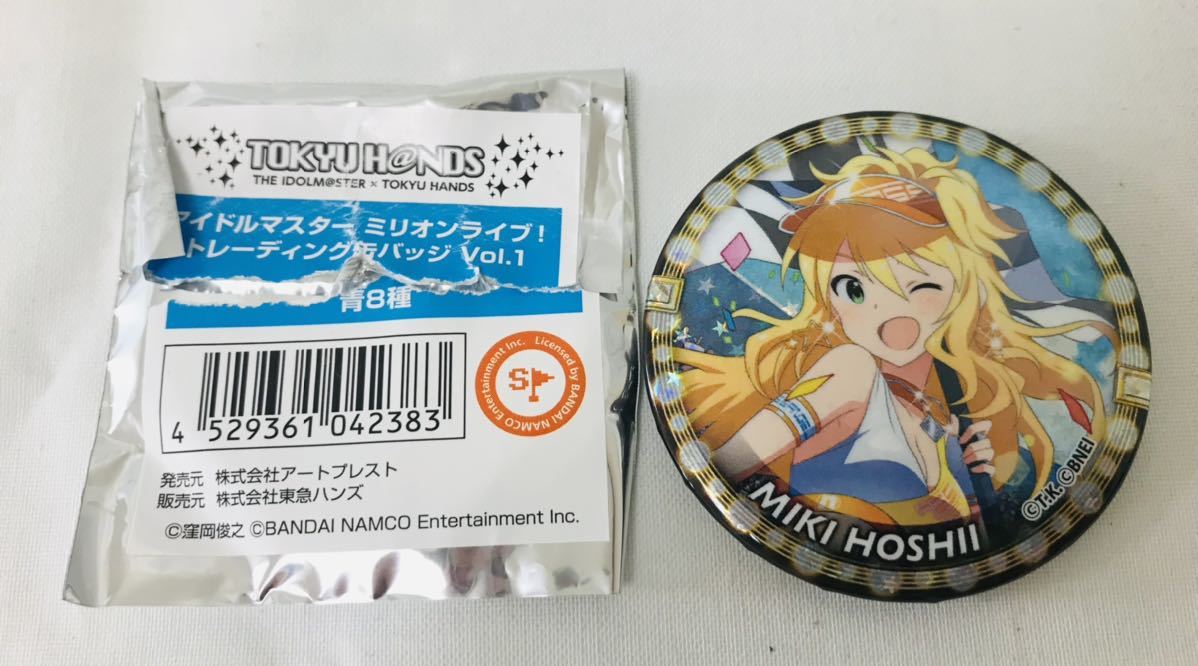 TOKYU H@NDS
THE IDOLM@STER × TOKYU HANDS
アイドルマスター ミリオンライブ！
トレーディング缶バッジ Vol.1
青8種
4 529361 042383
Licensed by BANDAI NAMCO Entertainment Inc.
発売元 株式会社アートプレスト
販売元 株式会社東急ハンズ
©窪岡俊之 ©BANDAI NAMCO Entertainment Inc.
MIKI HOSHII
©T.K. ©BNEI